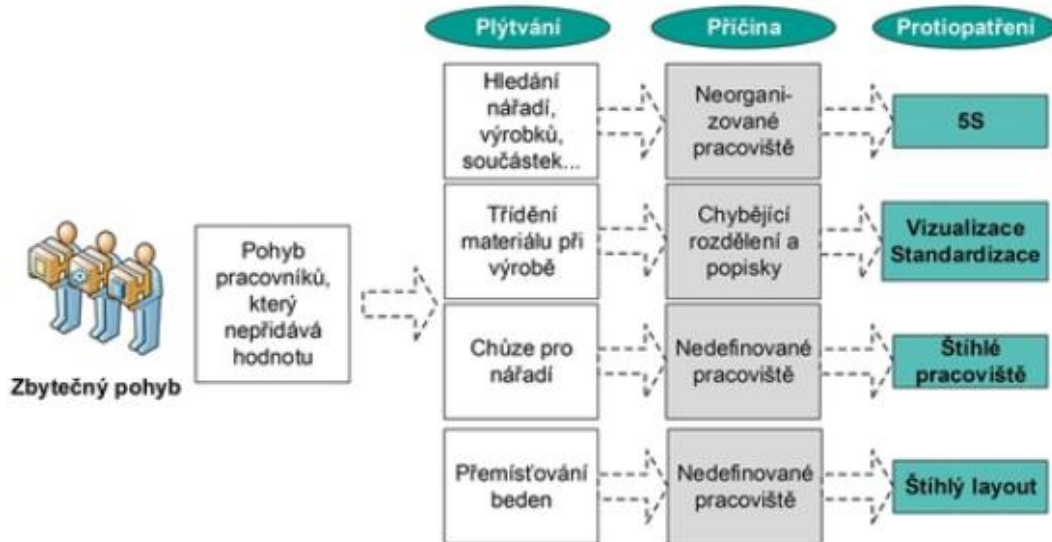 Plýtvání
Příčina
Protiopatření
Hledání
nářadí,
výrobků,
součástek...
Neorgani-
zované
pracoviště
5S
Třídění
materiálu při
výrobě
Chybějící
rozdělení a
popisky
Vizualizace
Standardizace
Zbytečný pohyb
Pohyb
pracovníků,
který
nepřidává
hodnotu
Chůze pro
nářadí
Nedefinované
pracoviště
Štíhlé
pracoviště
Přemísťování
beden
Nedefinované
pracoviště
Štíhlý layout